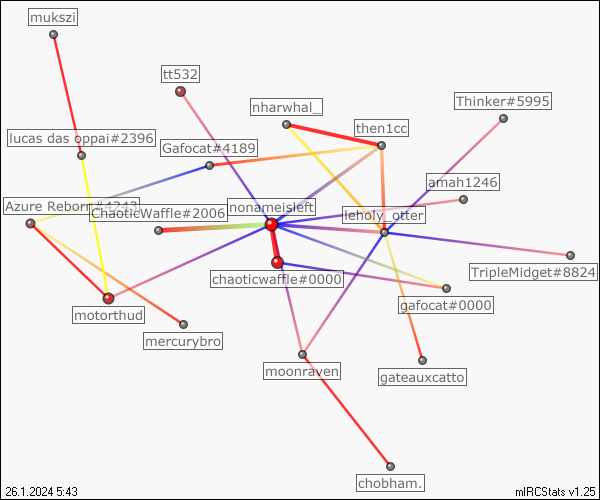 mukszi
tt532
nharwhal_
Thinker#5995
then1cc
lucas das oppai#2396
Gafocat#4189
amah1246
Azure Reborn#4243
ChaoticWaffle#2006
nonameisleft
leholy_otter
chaoticwaffle#0000
TripleMidget#8824
gafocat#0000
motorthud
mercurybro
moonraven
gateauxcatto
chobham.
26.1.2024 5:43
mIRCStats v1.25